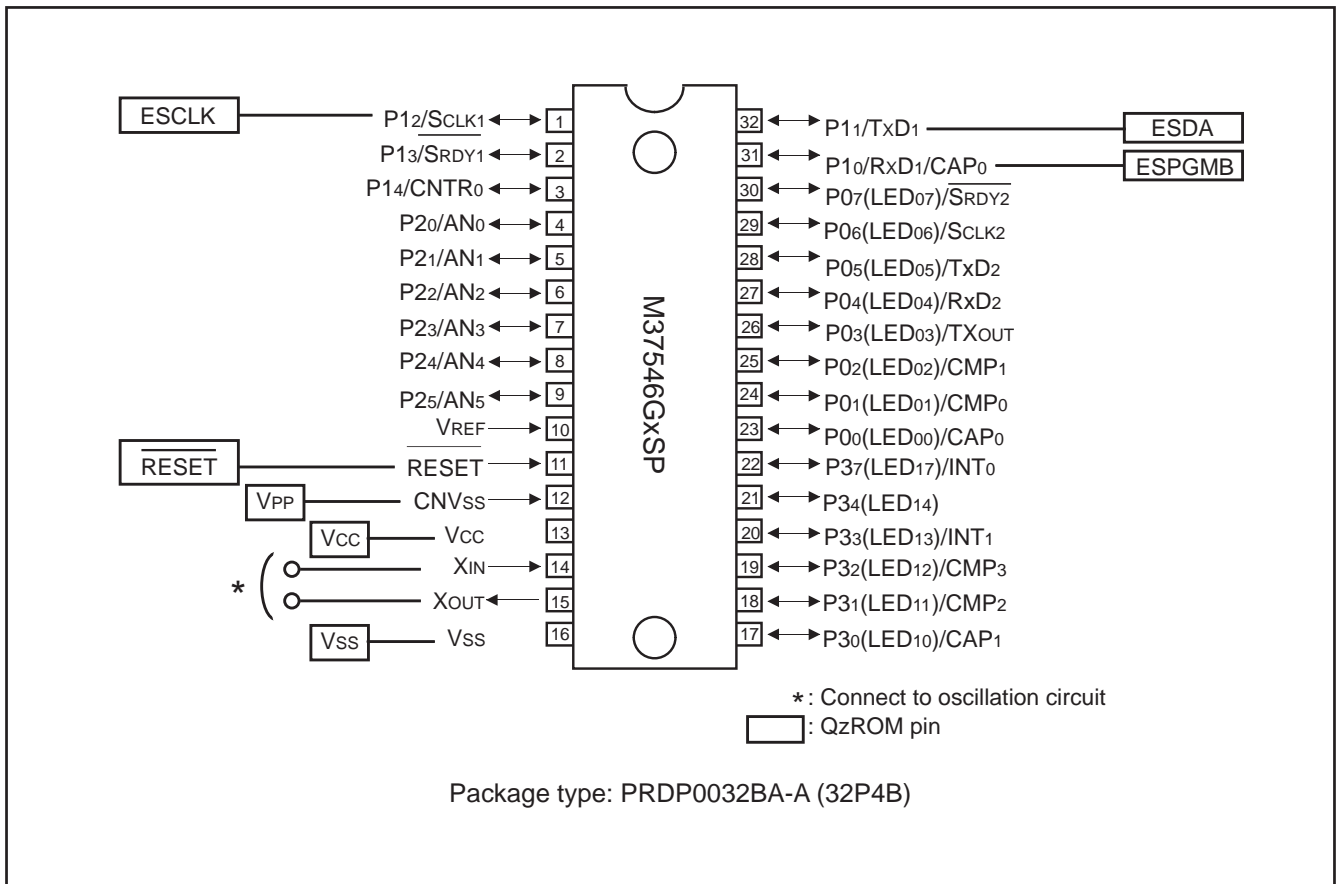 ESCLK P12/SCLK1 1 32 P11/TXD1 ESDA
P13/SRDY1 2 31 P10/RXD1/CAP0 ESPGMB
P14/CNTR0 3 30 P07(LED07)/SRDY2
P20/AN0 4 29 P06(LED06)/SCLK2
P21/AN1 5 28 P05(LED05)/TxD2
P22/AN2 6 27 P04(LED04)/RxD2
P23/AN3 7 26 P03(LED03)/TXOUT
P24/AN4 8 25 P02(LED02)/CMP1
P25/AN5 9 24 P01(LED01)/CMP0
VREF 10 23 P00(LED00)/CAP0
RESET RESET 11 22 P37(LED17)/INT0
VPP CNVSS 12 21 P34(LED14)
VCC VCC 13 20 P33(LED13)/INT1
* XIN 14 19 P32(LED12)/CMP3
XOUT 15 18 P31(LED11)/CMP2
VSS VSS 16 17 P30(LED10)/CAP1
M37546GxSP
* : Connect to oscillation circuit
: QzROM pin
Package type: PRDP0032BA-A (32P4B)